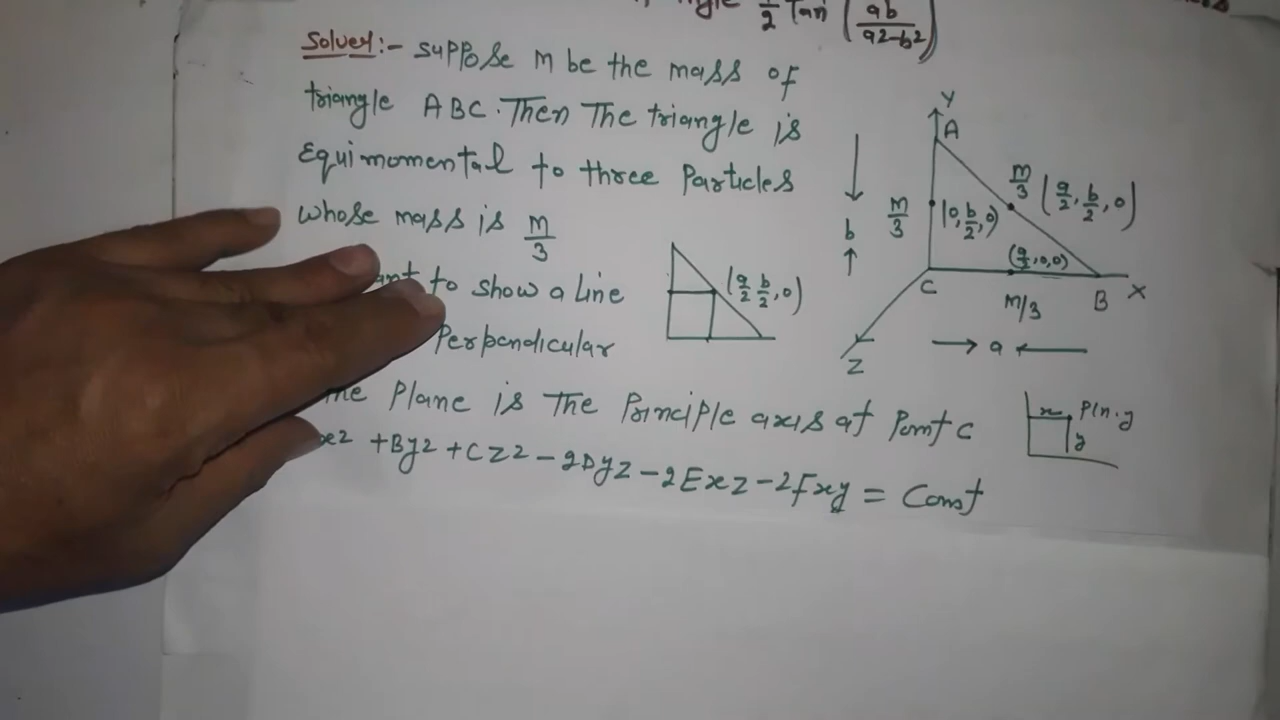 1/2 Tan (ab/a2-b2)
Solver:- suppose m be the mass of
triangle ABC. Then The triangle is
Equimomental to three Particles
whose mass is m/3
to show a Line
Perpendicular
Plane is The Principle axis at Point C
x2 +By2 +CZ2 -2Dyz -2Exz -2Fxy = Const
Y
A
m/3 (a/2, b/2, 0)
m/3
(0, b/2, 0)
b
(a/2, 0, 0)
C
m/3
B
X
Z
a
(a/2 b/2, 0)
x
P(x.y
y